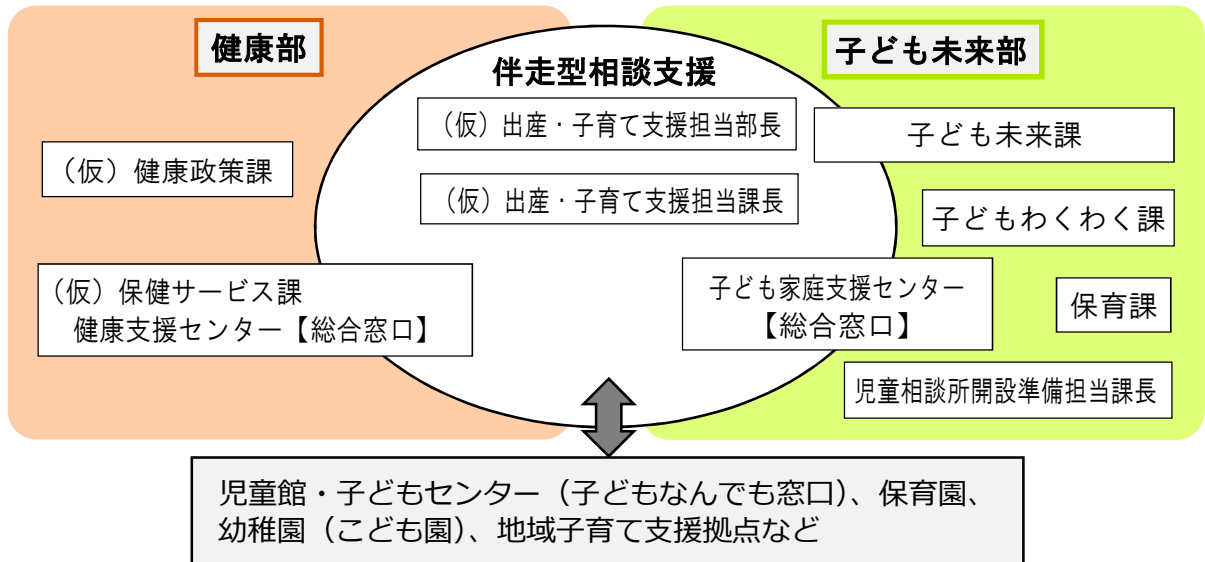 健康部
伴走型相談支援
子ども未来部
（仮）出産・子育て支援担当部長
（仮）出産・子育て支援担当課長
（仮）健康政策課
（仮）保健サービス課
健康支援センター【総合窓口】
子ども未来課
子どもわくわく課
子ども家庭支援センター
【総合窓口】
保育課
児童相談所開設準備担当課長
児童館・子どもセンター（子どもなんでも窓口）、保育園、
幼稚園（こども園）、地域子育て支援拠点など